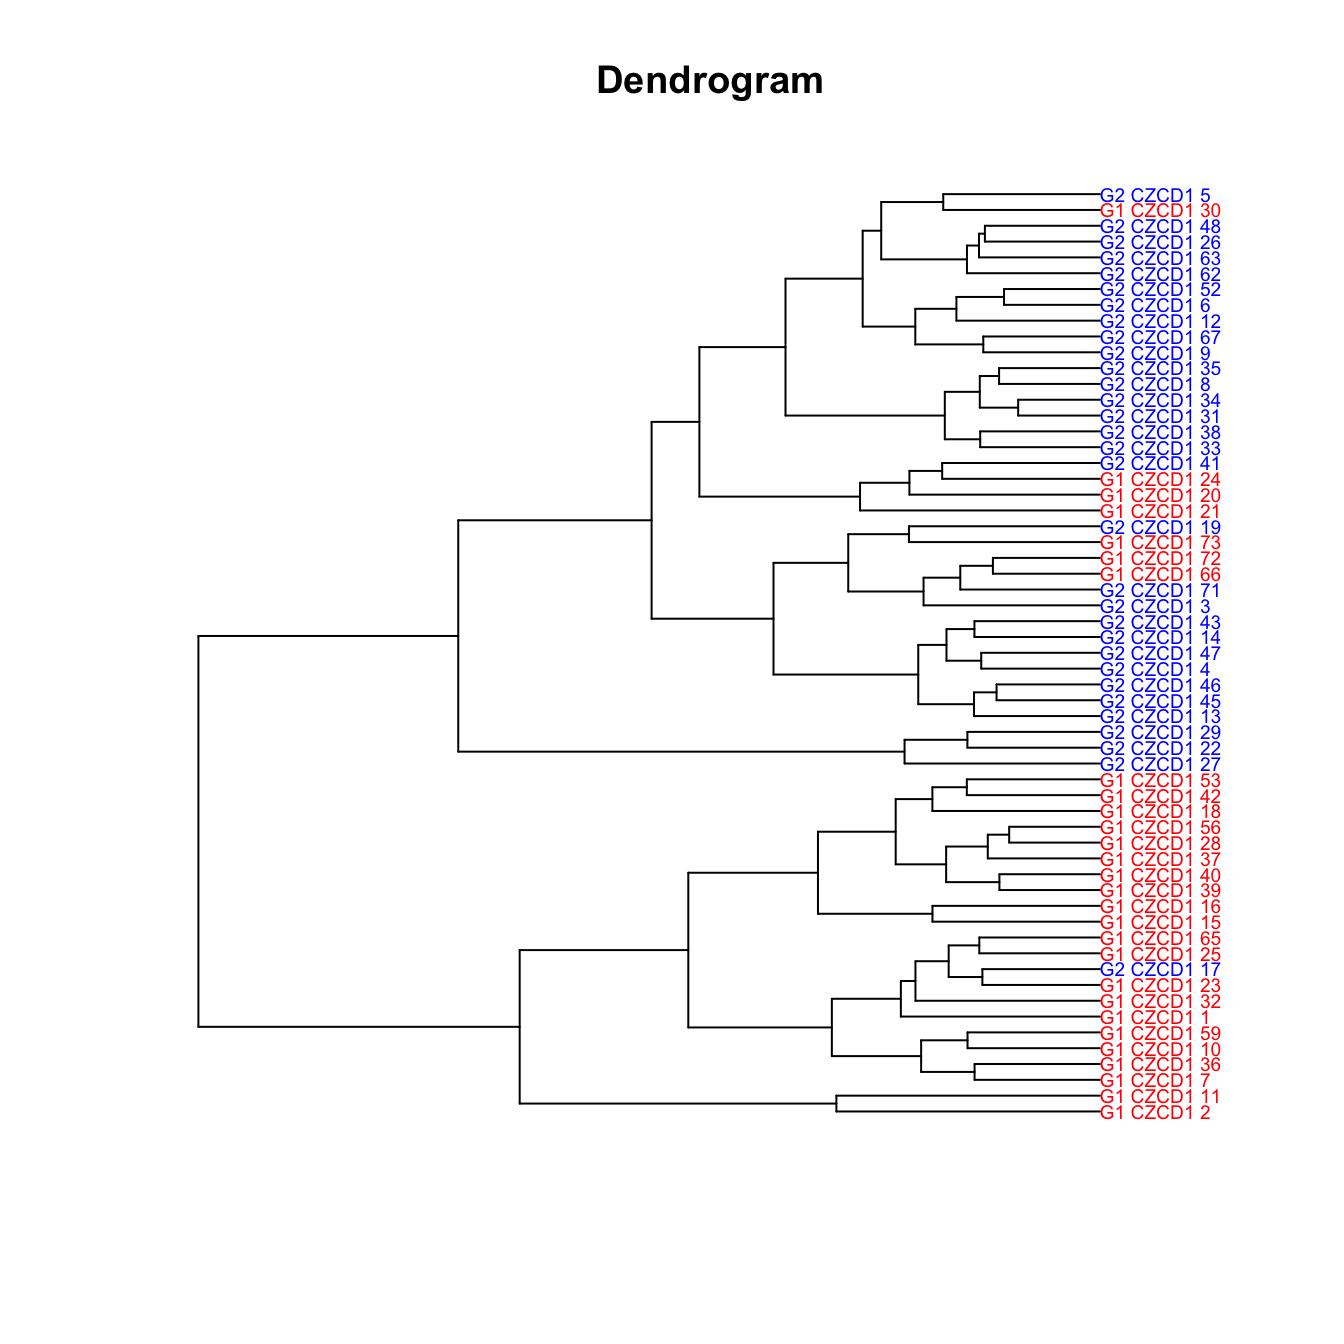 Dendrogram
G2 CZCD1 5
G1 CZCD1 30
G2 CZCD1 48
G2 CZCD1 26
G2 CZCD1 63
G2 CZCD1 62
G2 CZCD1 52
G2 CZCD1 6
G2 CZCD1 12
G2 CZCD1 67
G2 CZCD1 9
G2 CZCD1 35
G2 CZCD1 8
G2 CZCD1 34
G2 CZCD1 31
G2 CZCD1 38
G2 CZCD1 33
G2 CZCD1 41
G1 CZCD1 24
G1 CZCD1 20
G1 CZCD1 21
G2 CZCD1 19
G1 CZCD1 73
G1 CZCD1 72
G1 CZCD1 66
G2 CZCD1 71
G2 CZCD1 3
G2 CZCD1 43
G2 CZCD1 14
G2 CZCD1 47
G2 CZCD1 4
G2 CZCD1 46
G2 CZCD1 45
G2 CZCD1 13
G2 CZCD1 29
G2 CZCD1 22
G2 CZCD1 27
G1 CZCD1 53
G1 CZCD1 42
G1 CZCD1 18
G1 CZCD1 56
G1 CZCD1 28
G1 CZCD1 37
G1 CZCD1 40
G1 CZCD1 39
G1 CZCD1 16
G1 CZCD1 15
G1 CZCD1 65
G1 CZCD1 25
G2 CZCD1 17
G1 CZCD1 23
G1 CZCD1 32
G1 CZCD1 1
G1 CZCD1 59
G1 CZCD1 10
G1 CZCD1 36
G1 CZCD1 7
G1 CZCD1 11
G1 CZCD1 2